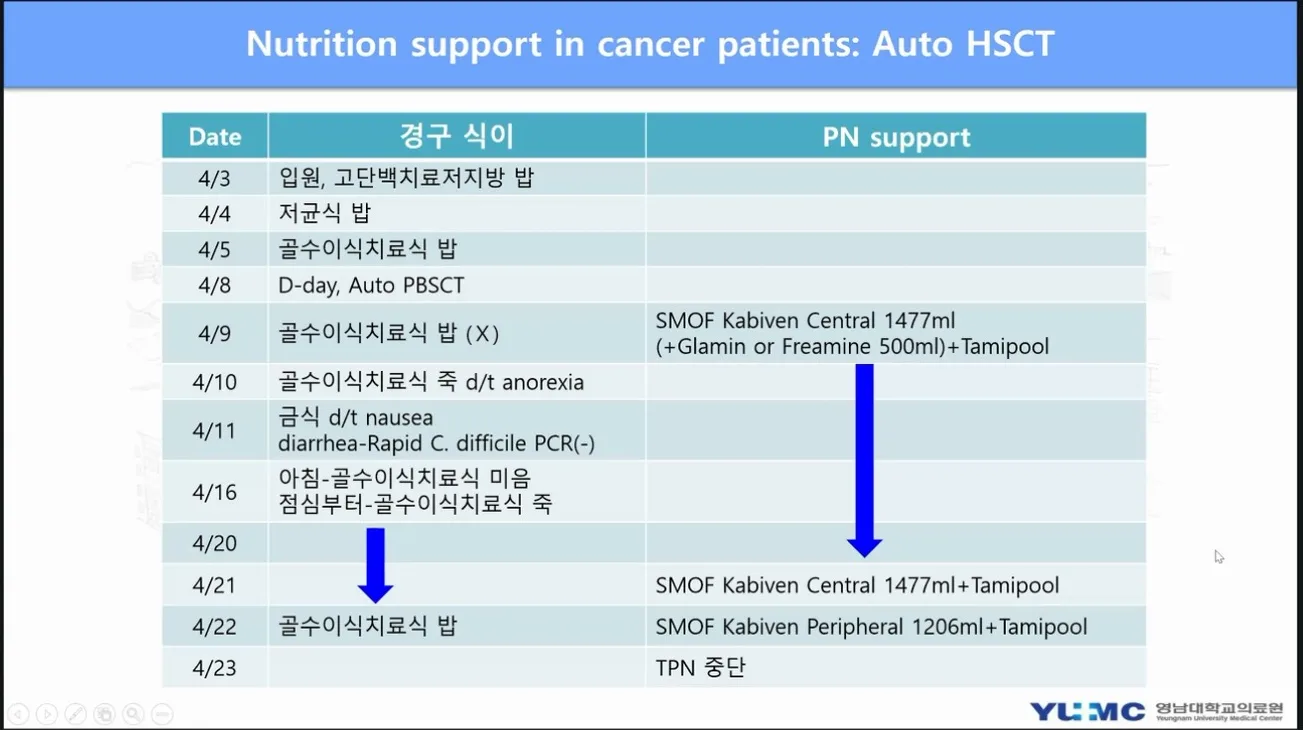 Nutrition support in cancer patients: Auto HSCT
Date 경구 식이 PN support
4/3 입원, 고단백치료저지방 밥
4/4 저균식 밥
4/5 골수이식치료식 밥
4/8 D-day, Auto PBSCT
4/9 골수이식치료식 밥 (X) SMOF Kabiven Central 1477ml
(+Glamin or Freamine 500ml)+Tamipool
4/10 골수이식치료식 죽 d/t anorexia
4/11 금식 d/t nausea
diarrhea-Rapid C. difficile PCR(-)
4/16 아침-골수이식치료식 미음
점심부터-골수이식치료식 죽
4/20
4/21 SMOF Kabiven Central 1477ml+Tamipool
4/22 골수이식치료식 밥 SMOF Kabiven Peripheral 1206ml+Tamipool
4/23 TPN 중단
YUMC 영남대학교의료원
Yeungnam University Medical Center